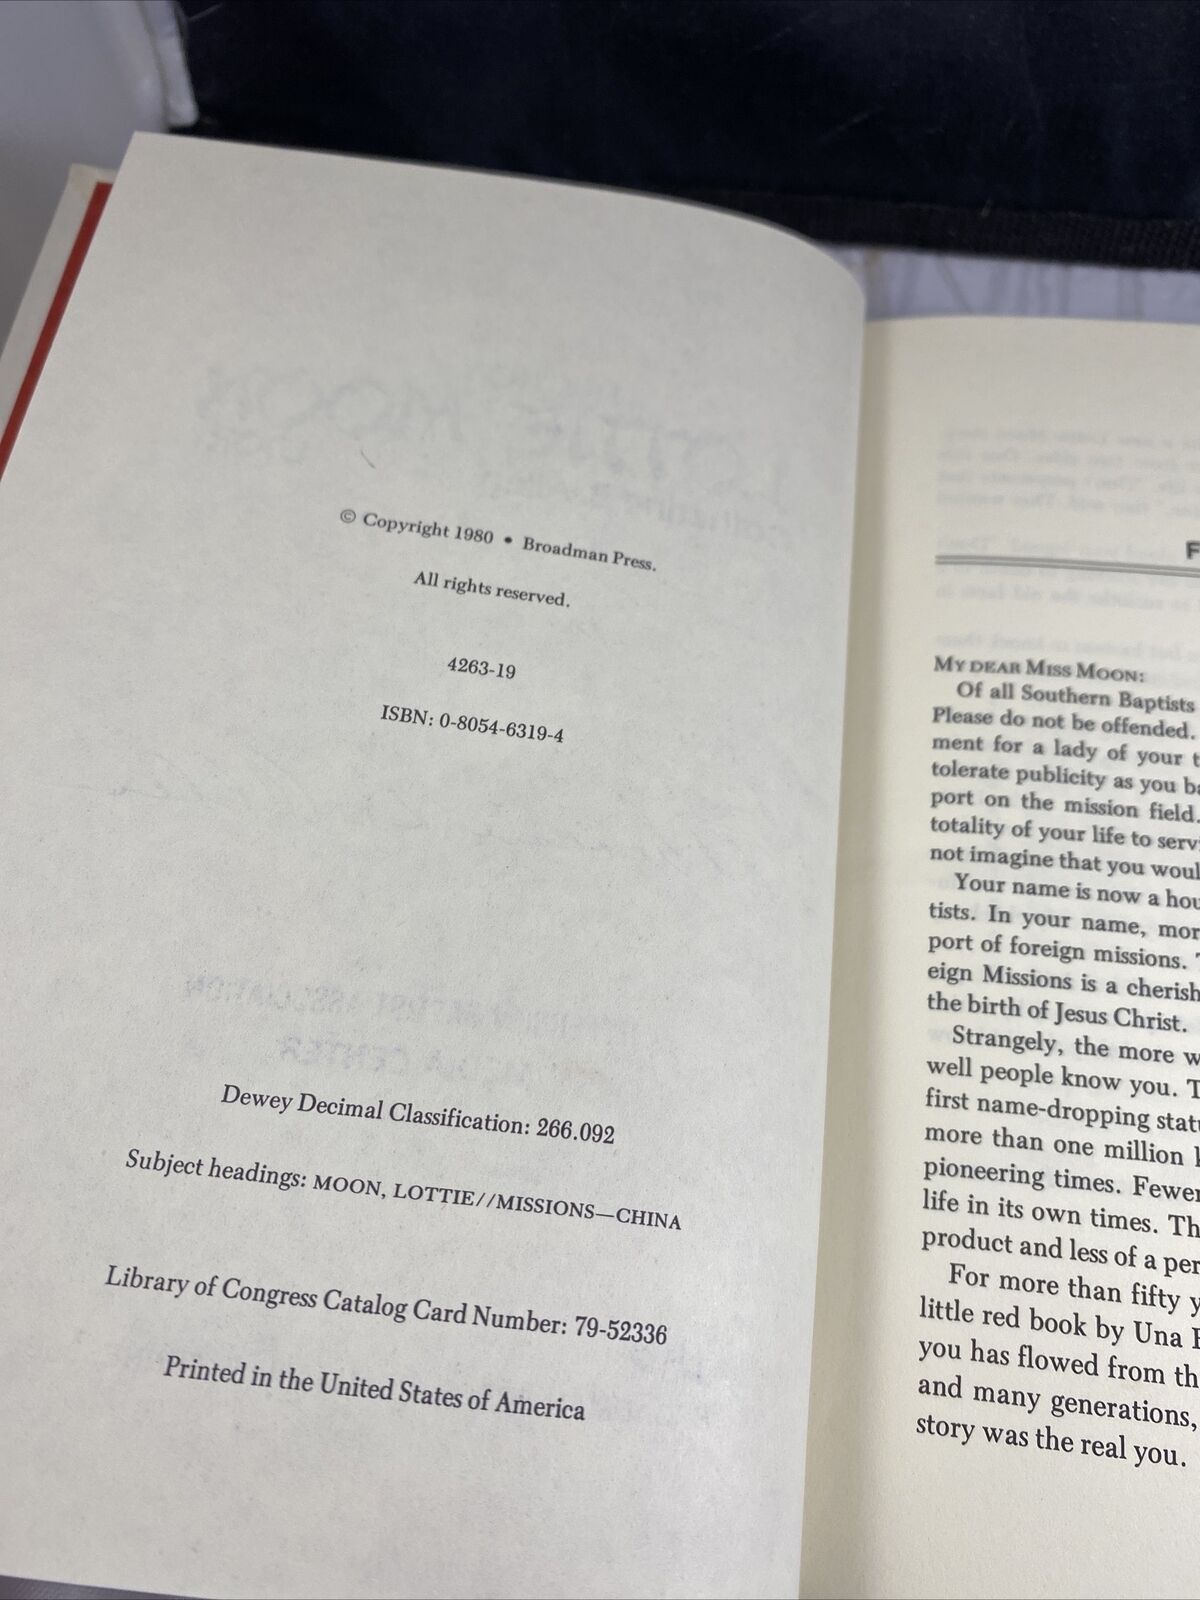 © Copyright 1980 • Broadman Press.
All rights reserved.
4263-19
ISBN: 0-8054-6319-4
Dewey Decimal Classification: 266.092
Subject headings: MOON, LOTTIE//MISSIONS—CHINA
Library of Congress Catalog Card Number: 79-52336
Printed in the United States of America
F
MY DEAR MISS MOON:
Of all Southern Baptists
Please do not be offended.
ment for a lady of your t
tolerate publicity as you ba
port on the mission field.
totality of your life to serv
not imagine that you woul
Your name is now a hou
tists. In your name, mor
port of foreign missions. T
eign Missions is a cherish
the birth of Jesus Christ.
Strangely, the more w
well people know you. T
first name-dropping statu
more than one million k
pioneering times. Fewer
life in its own times. Th
product and less of a per
For more than fifty y
little red book by Una
you has flowed from th
and many generations,
story was the real you.